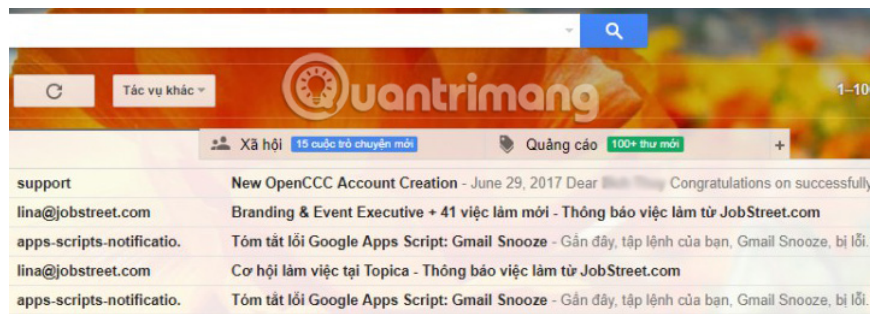 Tác vụ khác
Quantrimang
1–10
Xã hội 15 cuộc trò chuyện mới Quảng cáo 100+ thư mới +
support New OpenCCC Account Creation - June 29, 2017 Dear Congratulations on successfully
lina@jobstreet.com Branding & Event Executive + 41 việc làm mới - Thông báo việc làm từ JobStreet.com
apps-scripts-notificatio. Tóm tắt lỗi Google Apps Script: Gmail Snooze - Gần đây, tập lệnh của bạn, Gmail Snooze, bị lỗi.
lina@jobstreet.com Cơ hội làm việc tại Topica - Thông báo việc làm từ JobStreet.com
apps-scripts-notificatio. Tóm tắt lỗi Google Apps Script: Gmail Snooze - Gần đây, tập lệnh của bạn, Gmail Snooze, bị lỗi.